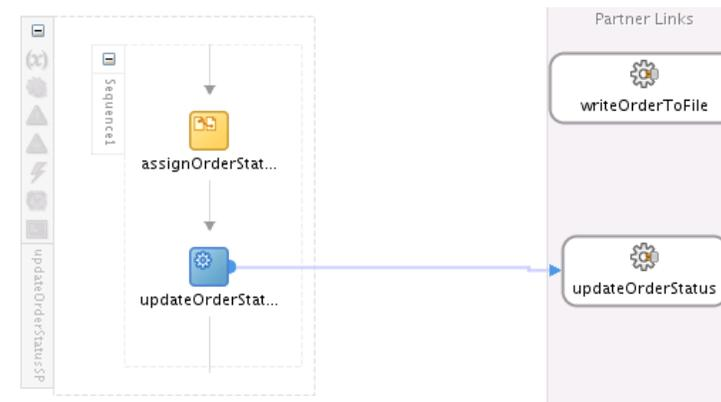 Partner Links
writeOrderToFile
Sequence1
assignOrderStat...
updateOrderStat...
updateOrderStatus
updateOrderStatusSP
(x)